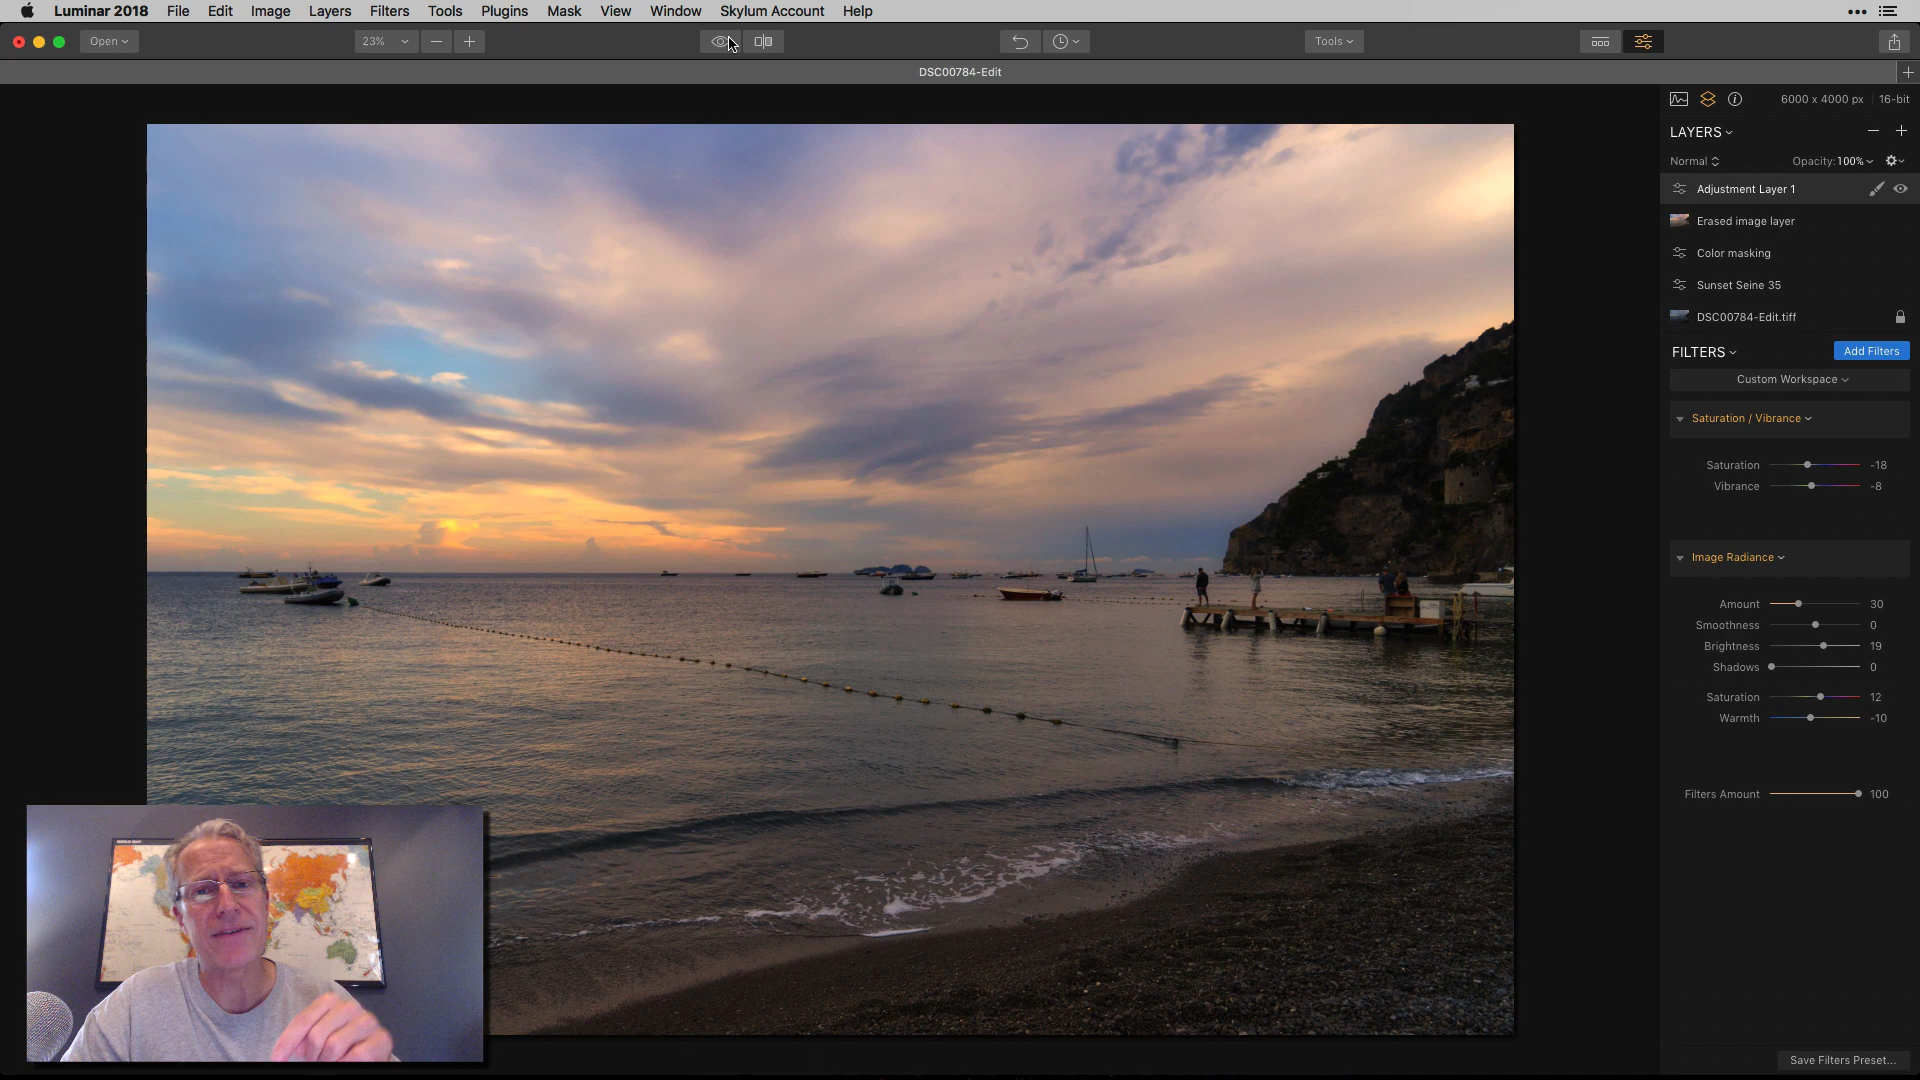 Luminar 2018 File Edit Image Layers Filters Tools Plugins Mask View Window Skylum Account Help
Open 23% Tools
DSC00784-Edit
6000 x 4000 px 16-bit
LAYERS
Normal Opacity: 100%
Adjustment Layer 1
Erased image layer
Color masking
Sunset Seine 35
DSC00784-Edit.tiff
FILTERS Add Filters
Custom Workspace
Saturation / Vibrance
Saturation -18
Vibrance -8
Image Radiance
Amount 30
Smoothness 0
Brightness 19
Shadows 0
Saturation 12
Warmth -10
Filters Amount 100
WORLD MAP
Save Filters Preset...